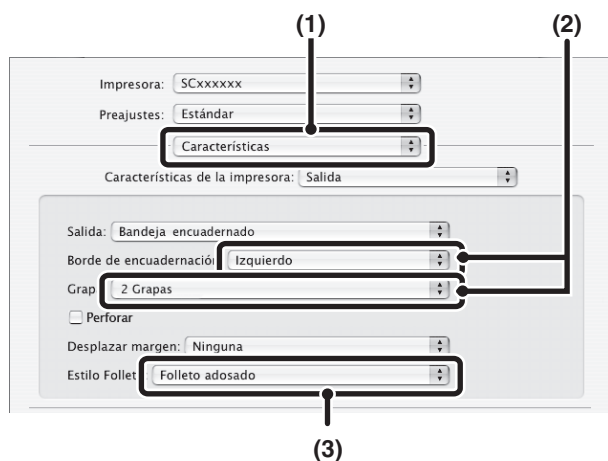 (1)
(2)
Impresora: SCxxxxxx
Preajustes: Estándar
Características
Características de la impresora: Salida
Salida: Bandeja encuadernado
Borde de encuadernación Izquierdo
Grap 2 Grapas
Perforar
Desplazar margen: Ninguna
Estilo Follet Folleto adosado
(3)